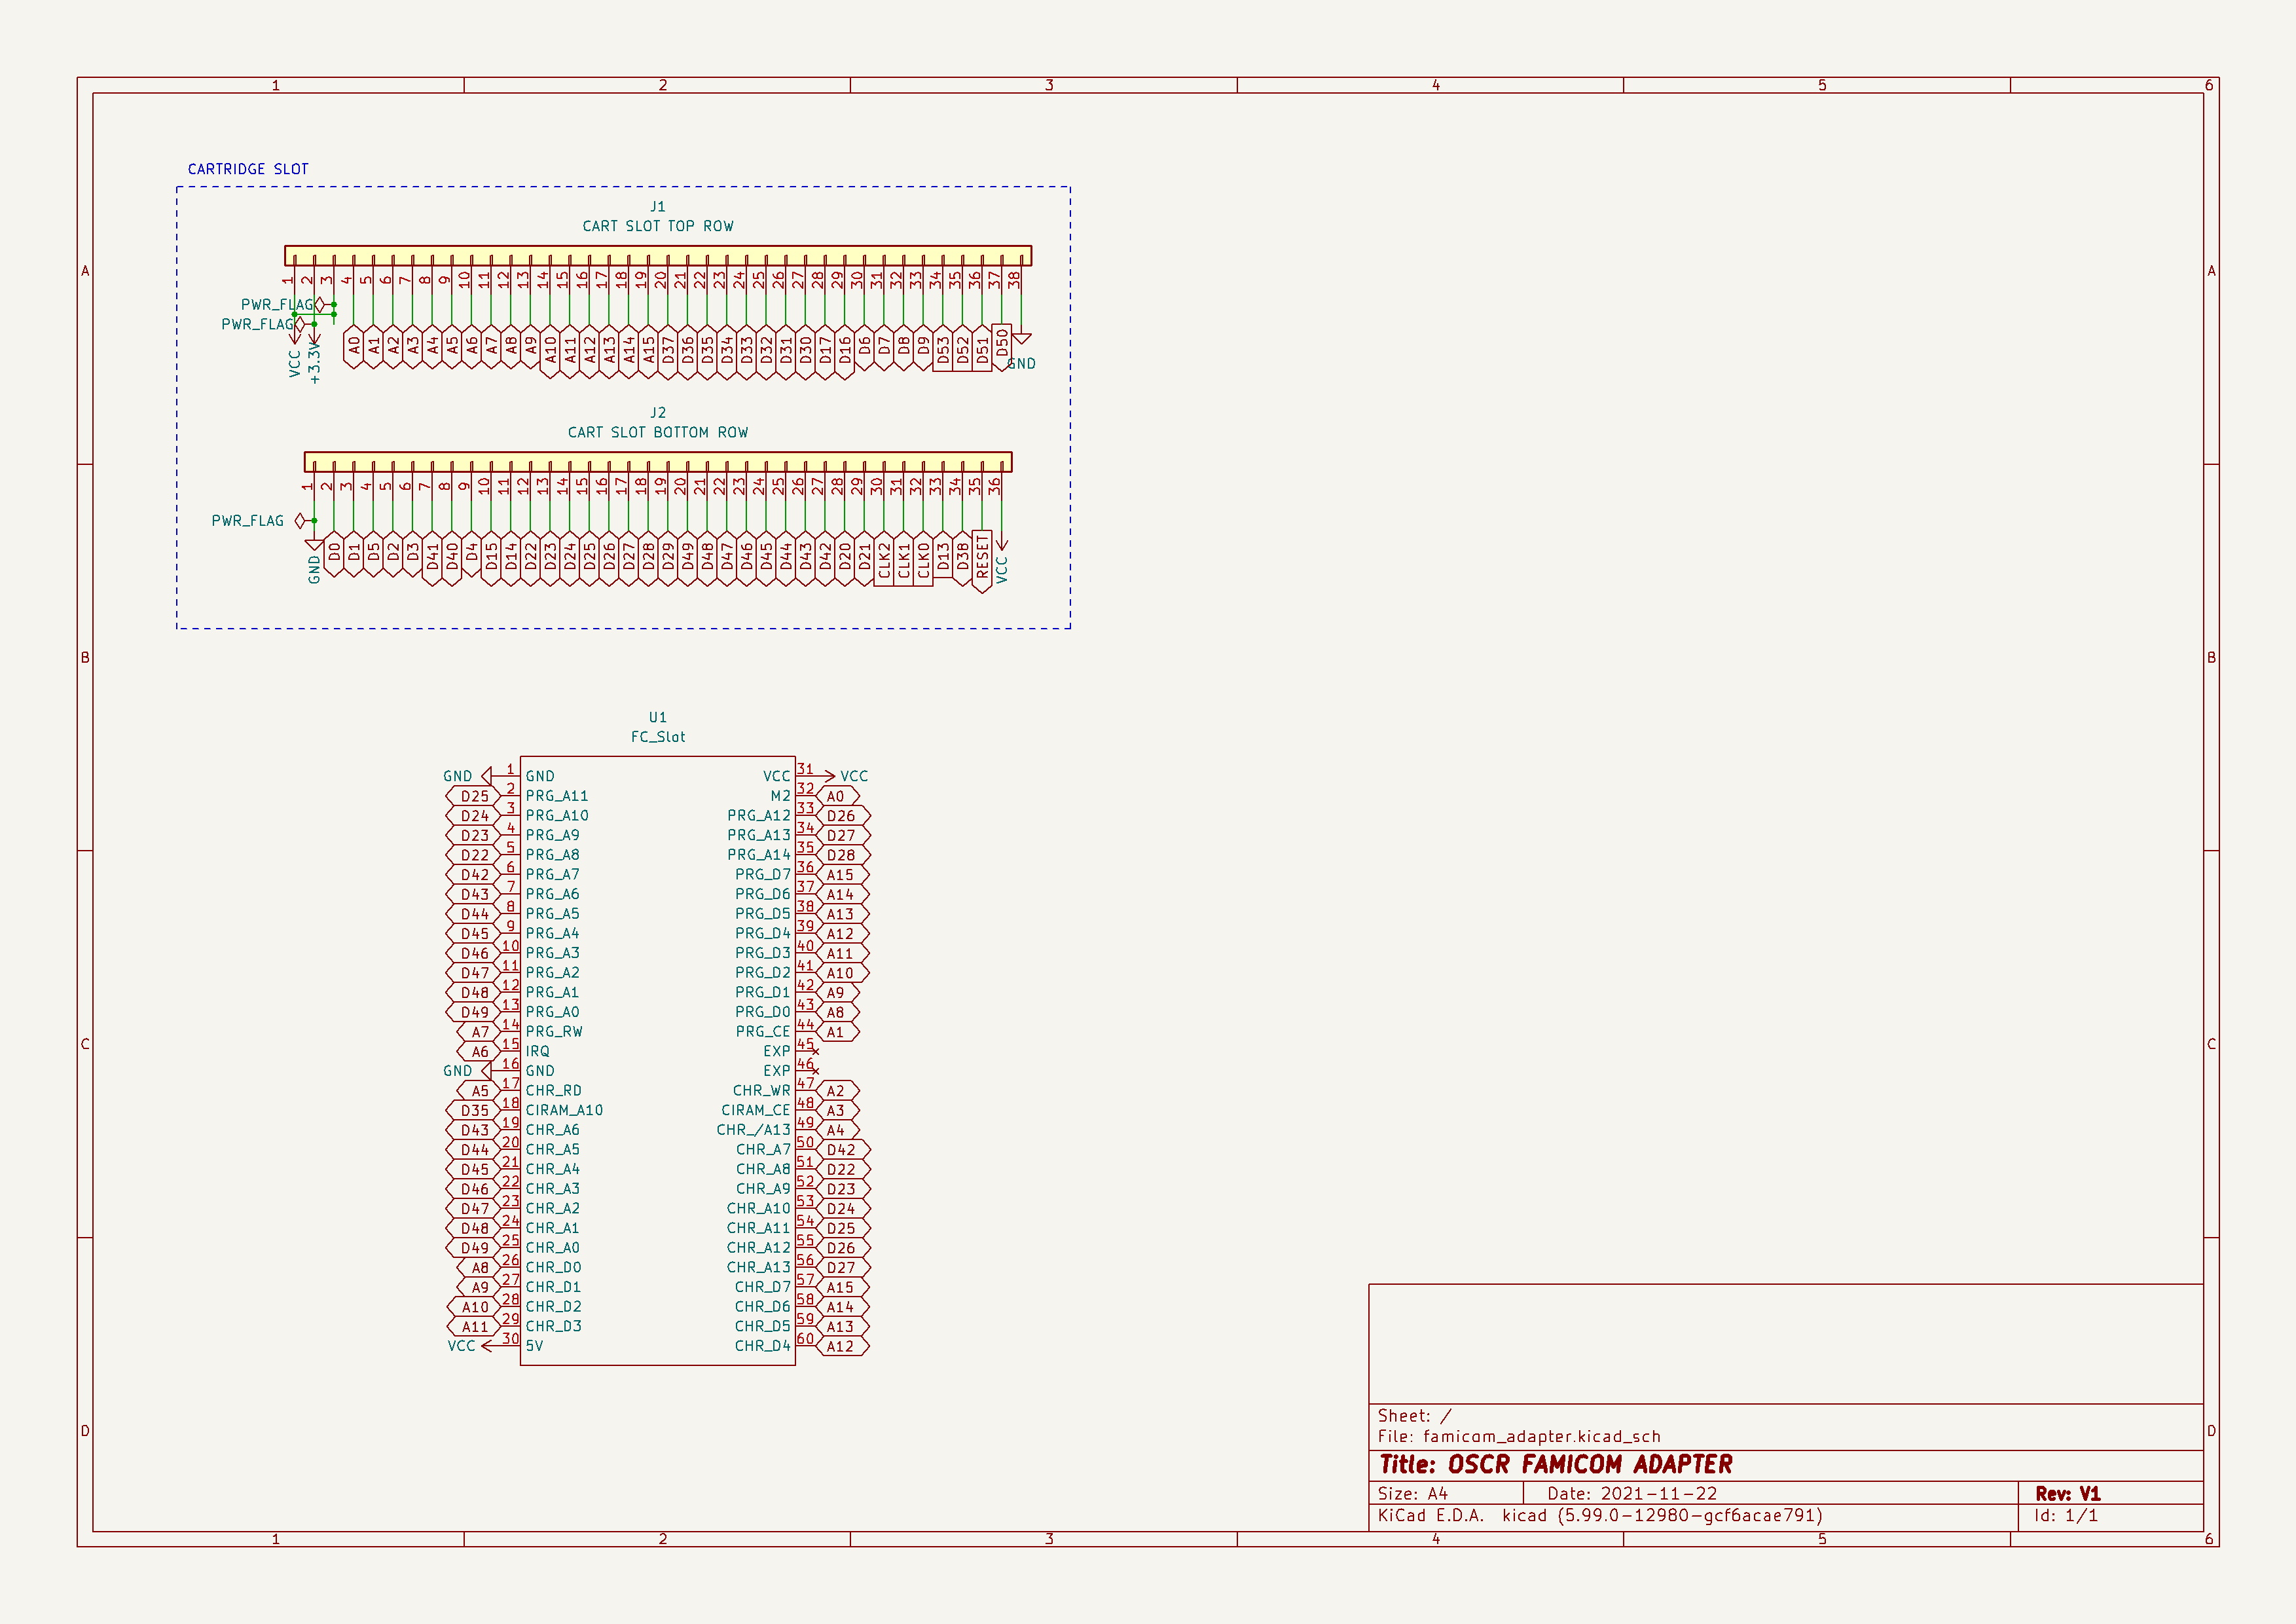 1 2 3 4 5 6
CARTRIDGE SLOT
J1
CART SLOT TOP ROW
A A
1 2 3 4 5 6 7 8 9 10 11 12 13 14 15 16 17 18 19 20 21 22 23 24 25 26 27 28 29 30 31 32 33 34 35 36 37 38
PWR_FLAG
PWR_FLAG
VCC +3.3V A0 A1 A2 A3 A4 A5 A6 A7 A8 A9 A10 A11 A12 A13 A14 A15 D37 D36 D35 D34 D33 D32 D31 D30 D17 D16 D6 D7 D8 D9 D53 D52 D51 D50 GND
J2
CART SLOT BOTTOM ROW
1 2 3 4 5 6 7 8 9 10 11 12 13 14 15 16 17 18 19 20 21 22 23 24 25 26 27 28 29 30 31 32 33 34 35 36
PWR_FLAG
GND D0 D1 D5 D2 D3 D41 D40 D4 D15 D14 D22 D23 D24 D25 D26 D27 D28 D29 D49 D48 D47 D46 D45 D44 D43 D42 D20 D21 CLK2 CLK1 CLK0 D13 D38 RESET VCC
B B
U1
FC_Slot
GND 1 GND VCC 31 VCC
D25 2 PRG_A11 M2 32 A0
D24 3 PRG_A10 PRG_A12 33 D26
D23 4 PRG_A9 PRG_A13 34 D27
D22 5 PRG_A8 PRG_A14 35 D28
D42 6 PRG_A7 PRG_D7 36 A15
D43 7 PRG_A6 PRG_D6 37 A14
D44 8 PRG_A5 PRG_D5 38 A13
D45 9 PRG_A4 PRG_D4 39 A12
D46 10 PRG_A3 PRG_D3 40 A11
D47 11 PRG_A2 PRG_D2 41 A10
D48 12 PRG_A1 PRG_D1 42 A9
D49 13 PRG_A0 PRG_D0 43 A8
A7 14 PRG_RW PRG_CE 44 A1
C C
A6 15 IRQ EXP 45
GND 16 GND EXP 46
A5 17 CHR_RD CHR_WR 47 A2
D35 18 CIRAM_A10 CIRAM_CE 48 A3
D43 19 CHR_A6 CHR_/A13 49 A4
D44 20 CHR_A5 CHR_A7 50 D42
D45 21 CHR_A4 CHR_A8 51 D22
D46 22 CHR_A3 CHR_A9 52 D23
D47 23 CHR_A2 CHR_A10 53 D24
D48 24 CHR_A1 CHR_A11 54 D25
D49 25 CHR_A0 CHR_A12 55 D26
A8 26 CHR_D0 CHR_A13 56 D27
A9 27 CHR_D1 CHR_D7 57 A15
A10 28 CHR_D2 CHR_D6 58 A14
A11 29 CHR_D3 CHR_D5 59 A13
VCC 30 5V CHR_D4 60 A12
Sheet: /
File: famicom_adapter.kicad_sch
D D
Title: OSCR FAMICOM ADAPTER
Size: A4 Date: 2021-11-22 Rev: V1
KiCad E.D.A. kicad (5.99.0-12980-gcf6acae791) Id: 1/1
1 2 3 4 5 6